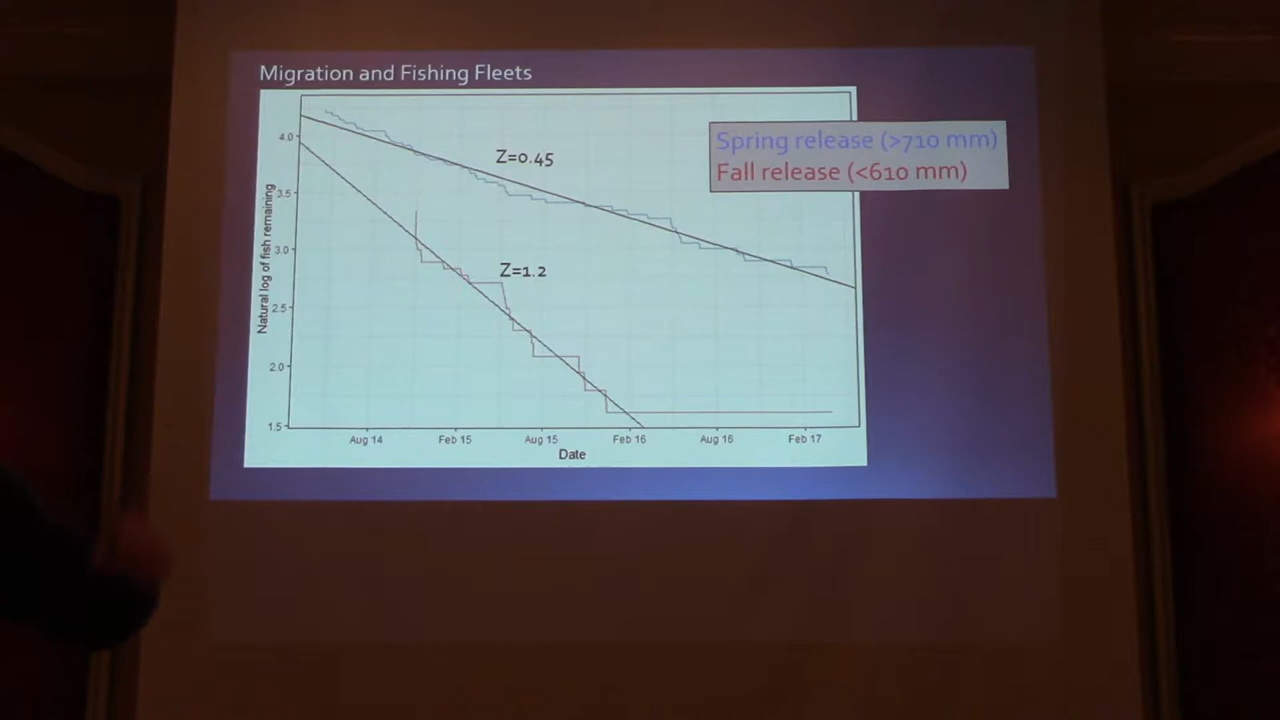 Migration and Fishing Fleets
Spring release (>710 mm)
Fall release (<610 mm)
Z=0.45
Z=1.2
Natural log of fish remaining
4.0
3.5
3.0
2.5
2.0
1.5
Aug 14
Feb 15
Aug 15
Feb 16
Aug 16
Feb 17
Date